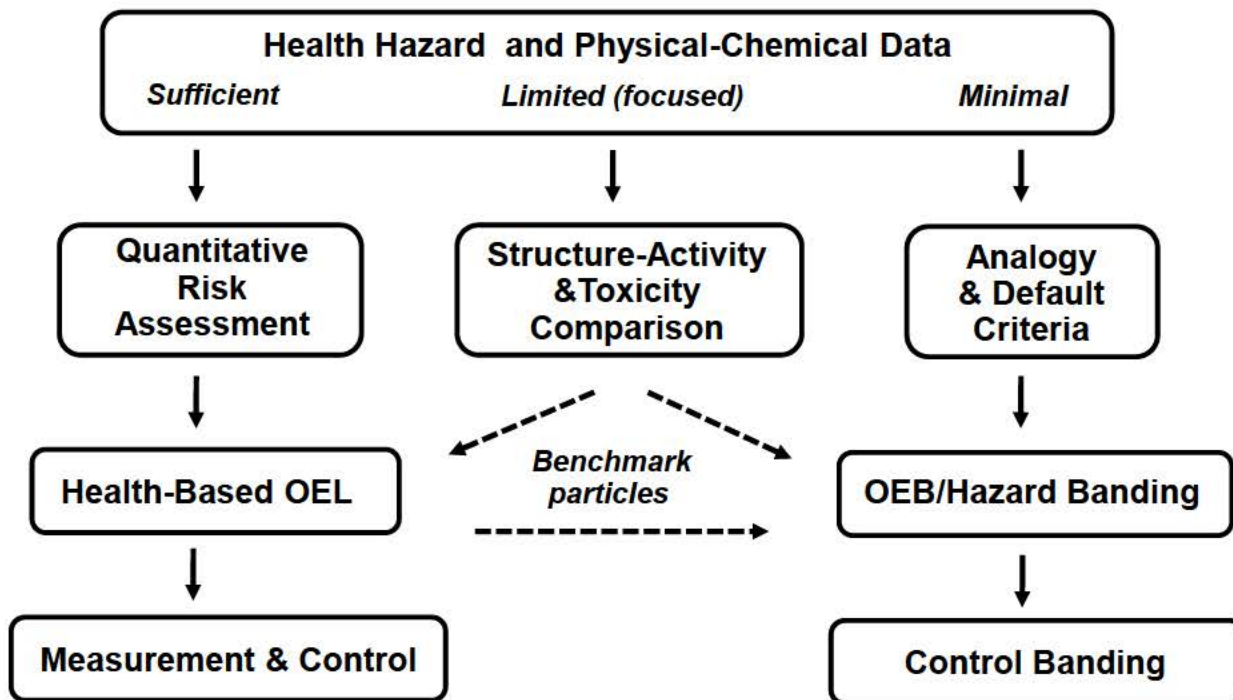 Health Hazard and Physical-Chemical Data
Sufficient
Limited (focused)
Minimal
Quantitative
Risk
Assessment
Structure-Activity
&Toxicity
Comparison
Analogy
& Default
Criteria
Benchmark
particles
Health-Based OEL
OEB/Hazard Banding
Measurement & Control
Control Banding